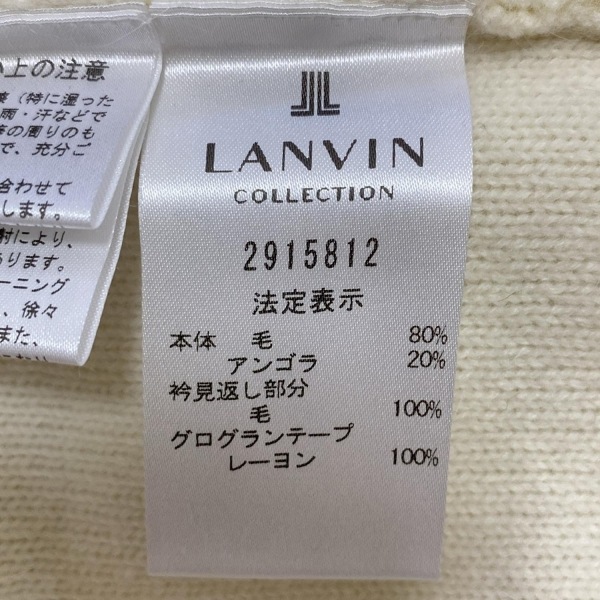 上の注意
(特に湿った
雨・汗などで
の周りのも
で、充分ご
合わせて
します。
により、
ります。
ーニング
、徐々
また、
LANVIN
COLLECTION
2915812
法定表示
本体 毛 80%
アンゴラ 20%
衿見返し部分
毛 100%
グログランテープ
レーヨン 100%